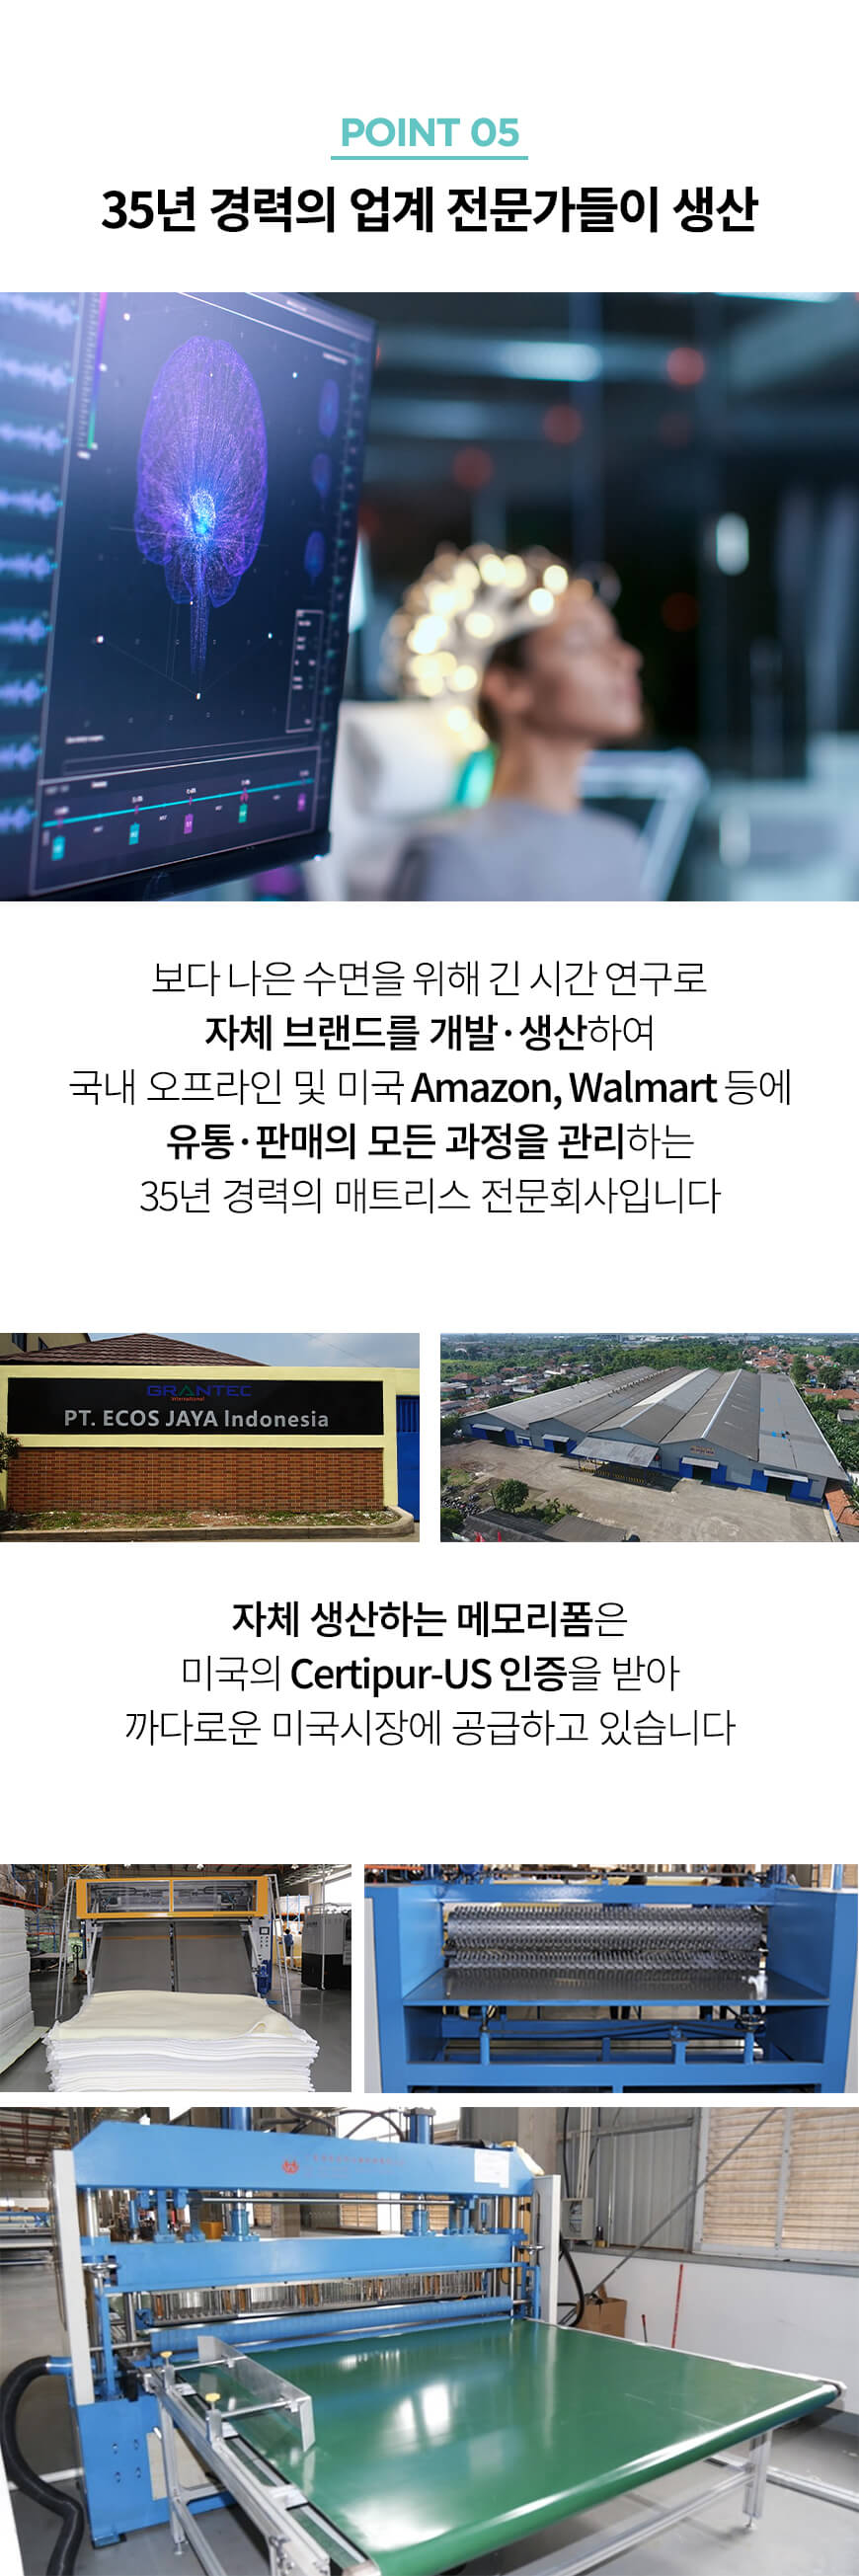 POINT 05
35년 경력의 업계 전문가들이 생산
보다 나은 수면을 위해 긴 시간 연구로
자체 브랜드를 개발·생산하여
국내 오프라인 및 미국 Amazon, Walmart 등에
유통·판매의 모든 과정을 관리하는
35년 경력의 매트리스 전문회사입니다
GRANTEC
International
PT. ECOS JAYA Indonesia
자체 생산하는 메모리폼은
미국의 Certipur-US 인증을 받아
까다로운 미국시장에 공급하고 있습니다